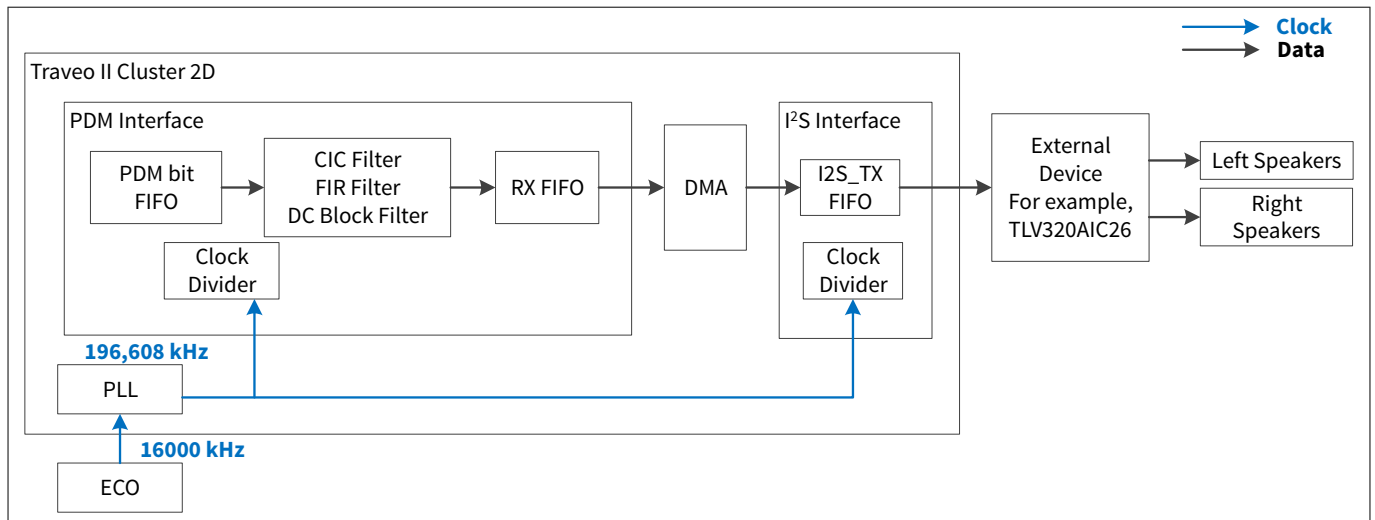 Clock
Data
Traveo II Cluster 2D
PDM Interface
I²S Interface
PDM bit
FIFO
CIC Filter
FIR Filter
DC Block Filter
RX FIFO
DMA
I2S_TX
FIFO
External
Device
For example,
TLV320AIC26
Left Speakers
Right
Speakers
Clock
Divider
Clock
Divider
196,608 kHz
PLL
16000 kHz
ECO